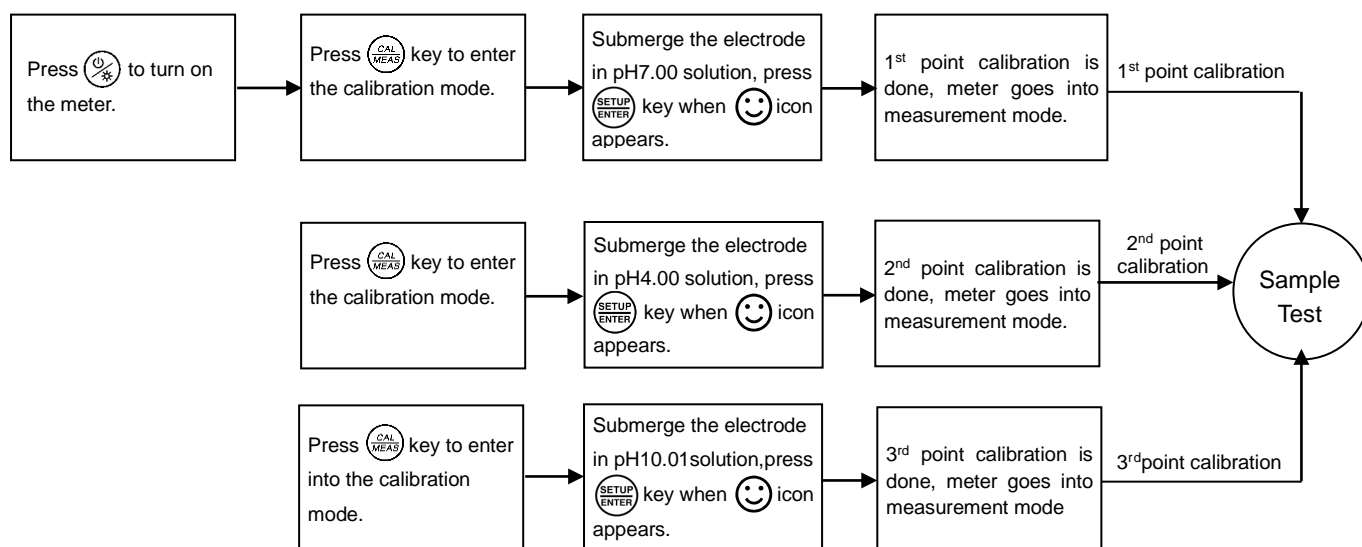 Press to turn on
the meter.
Press CAL
MEAS key to enter
the calibration mode.
Submerge the electrode
in pH7.00 solution, press
SETUP
ENTER key when icon
appears.
1st point calibration is
done, meter goes into
measurement mode.
1st point calibration
Press CAL
MEAS key to enter
the calibration mode.
Submerge the electrode
in pH4.00 solution, press
SETUP
ENTER key when icon
appears.
2nd point calibration is
done, meter goes into
measurement mode.
2nd point
calibration
Sample
Test
Press CAL
MEAS key to enter
into the calibration
mode.
Submerge the electrode
in pH10.01solution,press
SETUP
ENTER key when icon
appears.
3rd point calibration is
done, meter goes into
measurement mode
3rdpoint calibration